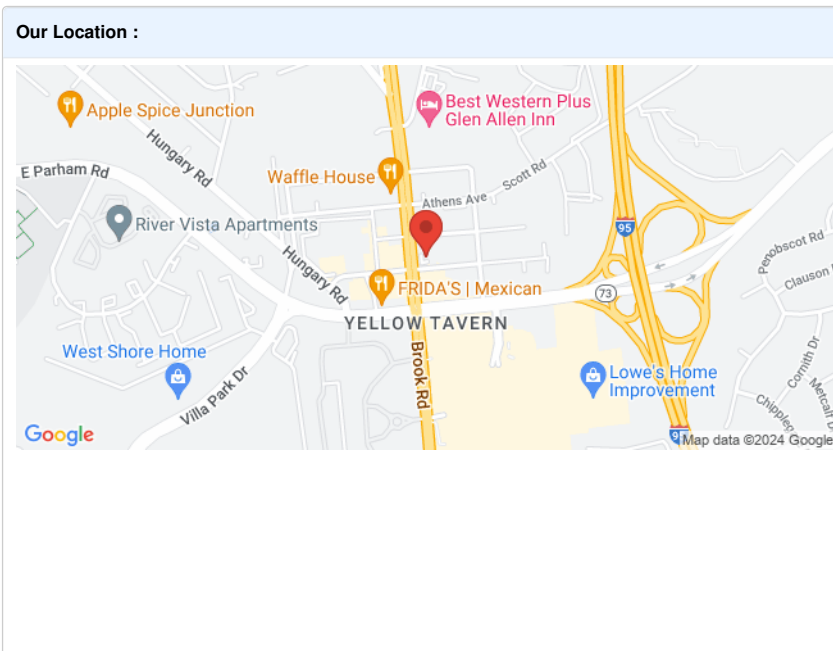 Our Location :
Apple Spice Junction
Best Western Plus
Glen Allen Inn
Hungary Rd
E Parham Rd
Waffle House
Scott Rd
Athens Ave
River Vista Apartments
95
Penobscot Rd
Hungary Rd
Clauson
FRIDA'S | Mexican
73
YELLOW TAVERN
West Shore Home
Brook Rd
Lowe's Home
Improvement
Cornith Dr
Villa Park Dr
Metcalf
Chippleg
Google
Map data ©2024 Google